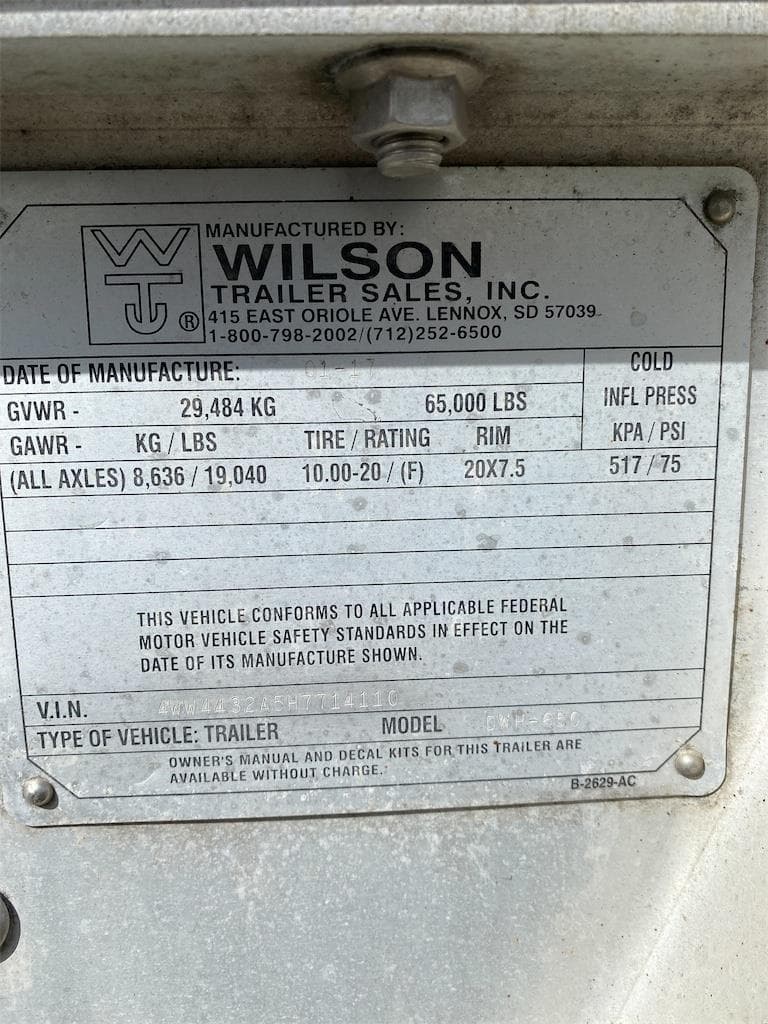 WTJ®
MANUFACTURED BY:
WILSON
TRAILER SALES, INC.
415 EAST ORIOLE AVE. LENNOX, SD 57039
1-800-798-2002/(712)252-6500
DATE OF MANUFACTURE: 01-17
COLD
INFL PRESS
KPA / PSI
GVWR - 29,484 KG 65,000 LBS
GAWR - KG / LBS TIRE / RATING RIM
(ALL AXLES) 8,636 / 19,040 10.00-20 / (F) 20X7.5 517 / 75
THIS VEHICLE CONFORMS TO ALL APPLICABLE FEDERAL
MOTOR VEHICLE SAFETY STANDARDS IN EFFECT ON THE
DATE OF ITS MANUFACTURE SHOWN.
V.I.N. 4WW4432A5H7714110
TYPE OF VEHICLE: TRAILER MODEL
OWNER'S MANUAL AND DECAL KITS FOR THIS TRAILER ARE
AVAILABLE WITHOUT CHARGE.
B-2629-AC